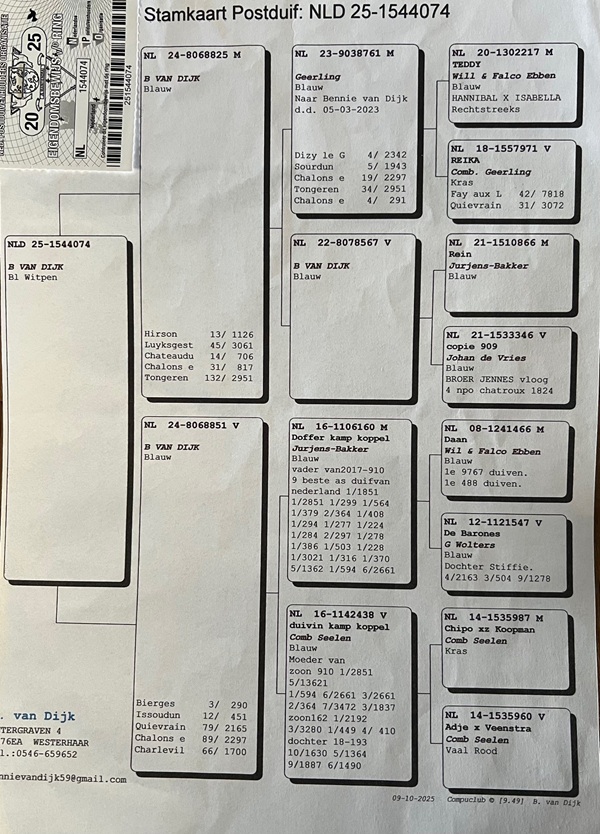 Stamkaart Postduif: NLD 25-1544074
20 25
EIGENDOMSBEWIJS V/D RING
NL
1544074
251544074
NLD 25-1544074
B VAN DIJK
Bl Witpen
NL 24-8068825 M
B VAN DIJK
Blauw
Hirson 13/ 1126
Luyksgest 45/ 3061
Chateaudu 14/ 706
Chalons e 31/ 817
Tongeren 132/ 2951
NL 24-8068851 V
B VAN DIJK
Blauw
Bierges 3/ 290
Issoudun 12/ 451
Quievrain 79/ 2165
Chalons e 89/ 2297
Charlevil 66/ 1700
NL 23-9038761 M
Geerling
Blauw
Naar Bennie van Dijk
d.d. 05-03-2023
Dizy le G 4/ 2342
Sourdun 5/ 1943
Chalons e 19/ 2297
Tongeren 34/ 2951
Chalons e 4/ 291
NL 22-8078567 V
B VAN DIJK
Blauw
NL 16-1106160 M
Doffer kamp koppel
Jurjens-Bakker
Blauw
vader van2017-910
9 beste as duifvan
nederland 1/1851
1/2851 1/299 1/564
1/379 2/364 1/408
1/294 1/277 1/224
1/284 2/297 1/278
1/386 1/503 1/228
1/3021 1/316 1/370
5/1362 1/594 6/2661
NL 16-1142438 V
duivin kamp koppel
Comb Seelen
Blauw
Moeder van
zoon 910 1/2851
5/13621
1/594 6/2661 3/2661
2/364 7/3472 3/1837
zoon162 1/2192
3/3280 1/449 4/ 410
dochter 18-193
10/1630 5/1364
9/1887 6/1490
NL 20-1302217 M
TEDDY
Will & Falco Ebben
Blauw
HANNIBAL X ISABELLA
Rechtstreeks
NL 18-1557971 V
REIKA
Comb. Geerling
Kras
Fay aux L 42/ 7818
Quievrain 31/ 3072
NL 21-1510866 M
Rein
Jurjens-Bakker
Blauw
NL 21-1533346 V
copie 909
Johan de Vries
Blauw
BROER JENNES vloog
4 npo chatroux 1824
NL 08-1241466 M
Daan
Wil & Falco Ebben
Blauw
1e 9767 duiven.
1e 488 duiven.
NL 12-1121547 V
De Barones
G Wolters
Blauw
Dochter Stiffie.
4/2163 3/504 9/1278
NL 14-1535987 M
Chipo xz Koopman
Comb Seelen
Kras
NL 14-1535960 V
Adje x Veenstra
Comb Seelen
Vaal Rood
. van Dijk
TERGRAVEN 4
76EA WESTERHAAR
l.:0546-659652
nnievandijk59@gmail.com
09-10-2025 Compuclub © [9.49] B. van Dijk